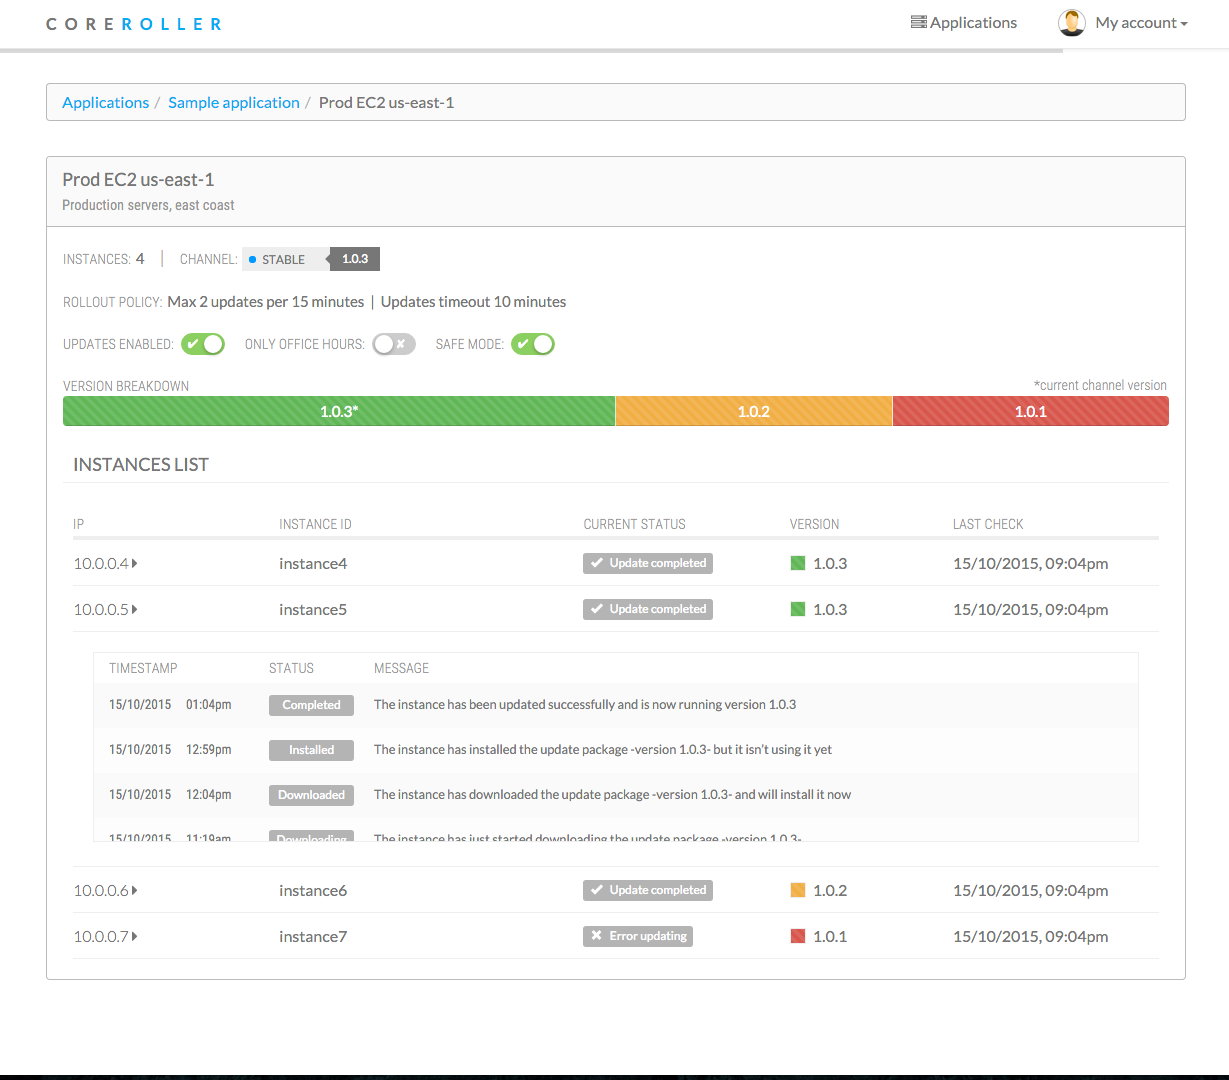 COREROLLER Applications My account
Applications / Sample application / Prod EC2 us-east-1
Prod EC2 us-east-1
Production servers, east coast
INSTANCES: 4 | CHANNEL: STABLE 1.0.3
ROLLOUT POLICY: Max 2 updates per 15 minutes | Updates timeout 10 minutes
UPDATES ENABLED: ONLY OFFICE HOURS: SAFE MODE:
VERSION BREAKDOWN *current channel version
1.0.3* 1.0.2 1.0.1
INSTANCES LIST
IP INSTANCE ID CURRENT STATUS VERSION LAST CHECK
10.0.0.4 instance4 Update completed 1.0.3 15/10/2015, 09:04pm
10.0.0.5 instance5 Update completed 1.0.3 15/10/2015, 09:04pm
TIMESTAMP STATUS MESSAGE
15/10/2015 01:04pm Completed The instance has been updated successfully and is now running version 1.0.3
15/10/2015 12:59pm Installed The instance has installed the update package -version 1.0.3- but it isn't using it yet
15/10/2015 12:04pm Downloaded The instance has downloaded the update package -version 1.0.3- and will install it now
15/10/2015 11:19am Downloading The instance has just started downloading the update package -version 1.0.3-
10.0.0.6 instance6 Update completed 1.0.2 15/10/2015, 09:04pm
10.0.0.7 instance7 Error updating 1.0.1 15/10/2015, 09:04pm